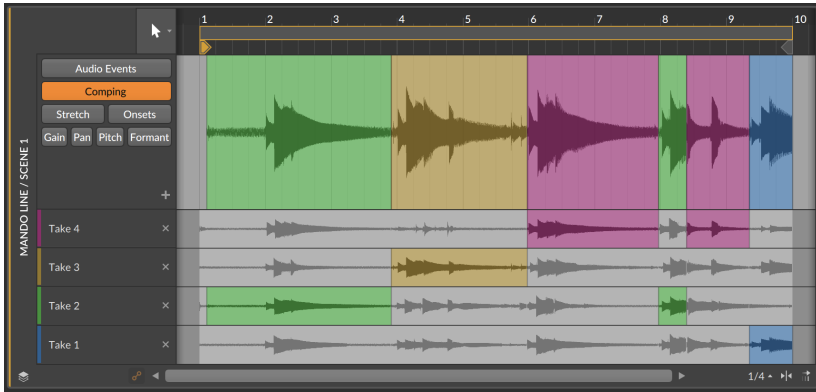 1 2 3 4 5 6 7 8 9 10
Audio Events
Comping
Stretch Onsets
Gain Pan Pitch Formant
+
MANDO LINE / SCENE 1
Take 4 ×
Take 3 ×
Take 2 ×
Take 1 ×
1/4